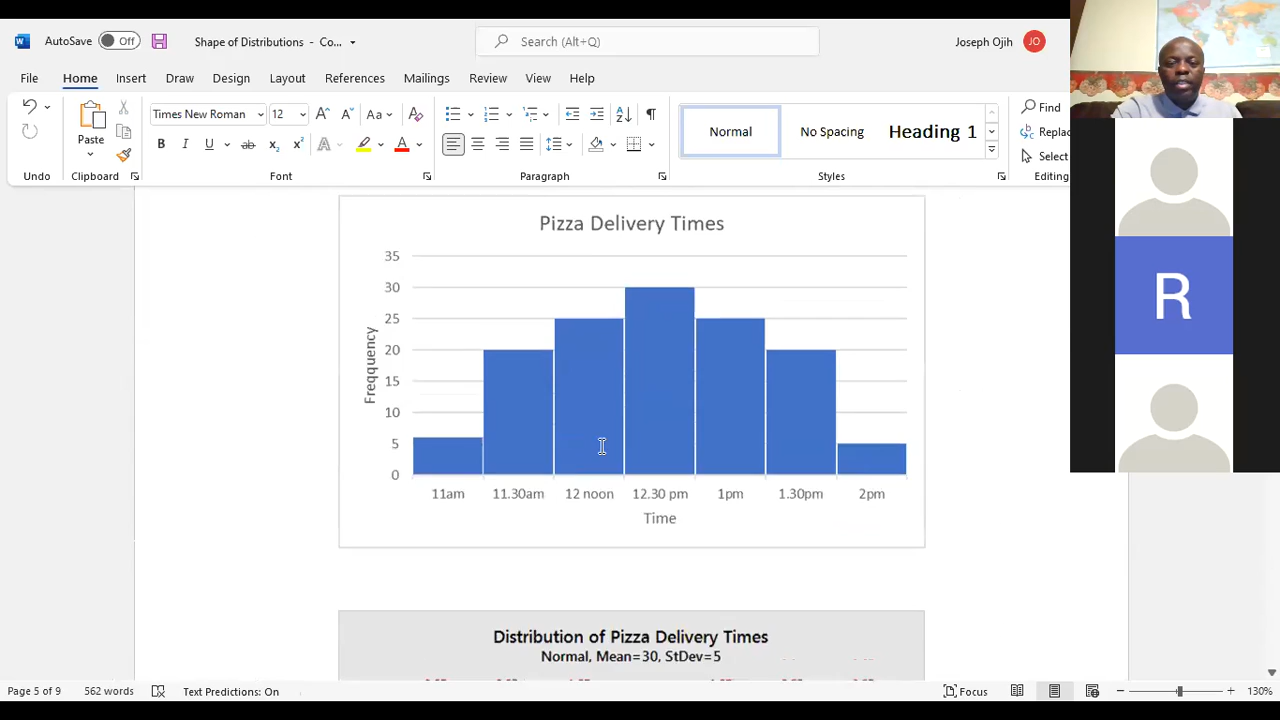 AutoSave Off Shape of Distributions - Co... Search (Alt+Q) Joseph Ojih JO
File Home Insert Draw Design Layout References Mailings Review View Help
Times New Roman 12 Aa Normal No Spacing Heading 1 Find
Paste Replac
Select
Undo Clipboard Font Paragraph Styles Editing
Pizza Delivery Times
35
30
25
20
15
10
5
0
Freqquency
11am 11.30am 12 noon 12.30 pm 1pm 1.30pm 2pm
Time
Distribution of Pizza Delivery Times
Normal, Mean=30, StDev=5
R
Page 5 of 9 562 words Text Predictions: On Focus 130%